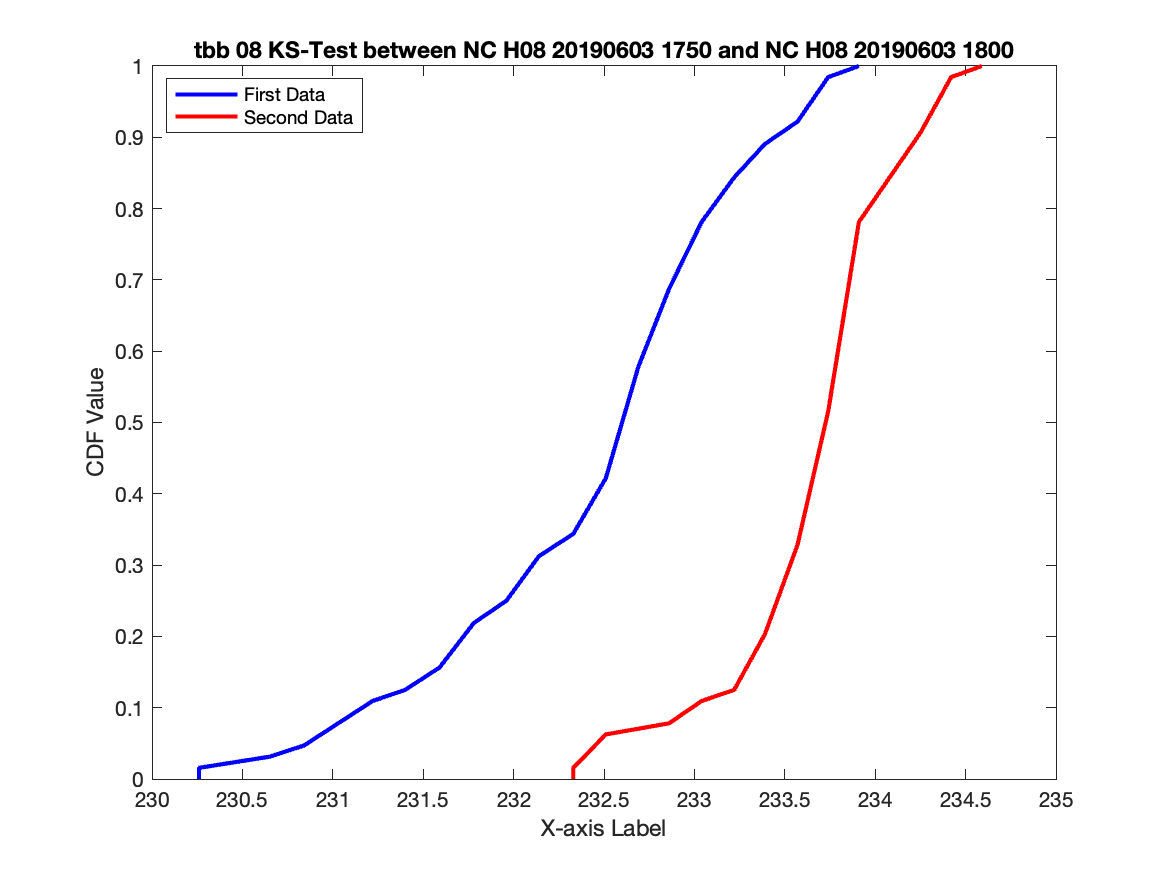 tbb 08 KS-Test between NC H08 20190603 1750 and NC H08 20190603 1800
First Data
Second Data
1
0.9
0.8
0.7
0.6
0.5
0.4
0.3
0.2
0.1
0
CDF Value
230 230.5 231 231.5 232 232.5 233 233.5 234 234.5 235
X-axis Label